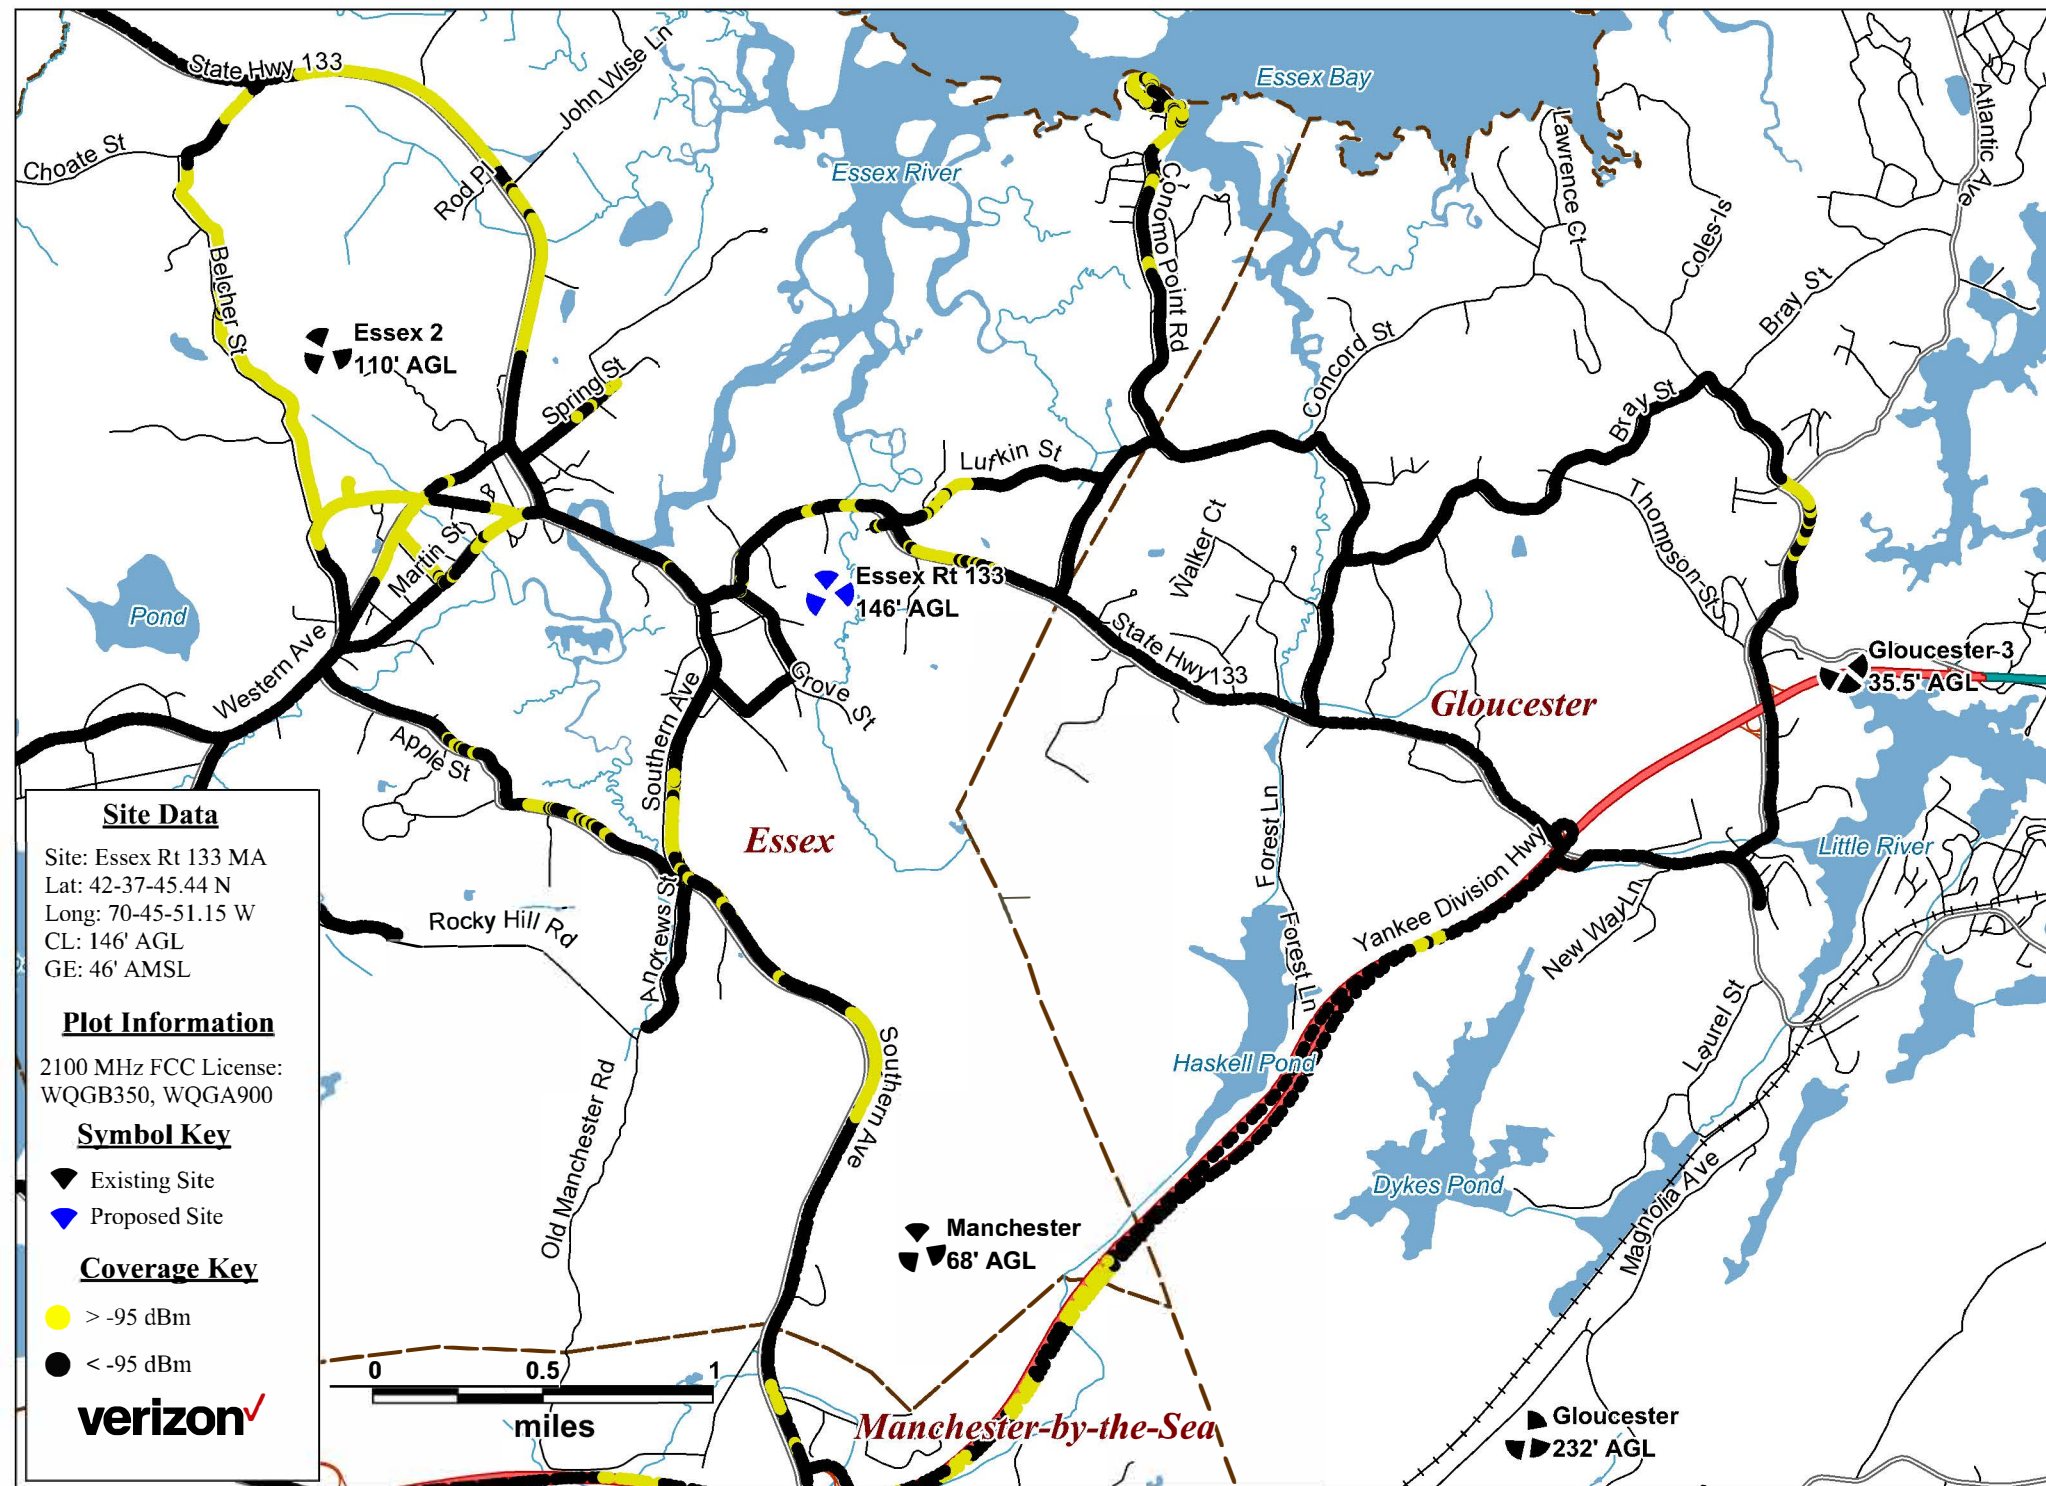 State Hwy 133
John Wise Ln
Essex Bay
Atlantic Ave
Choate St
Essex River
Rod Pl
Conomo Point Rd
Lawrence Ct
Coles-Is
Belcher St
Bray St
Essex 2
110' AGL
Spring St
Concord St
Bray St
Lufkin St
Martin St
Walker Ct
Thompson-St
Essex Rt 133
146' AGL
Pond
Western Ave
State Hwy133
Gloucester-3
35.5' AGL
Grove St
Southern Ave
Gloucester
Apple St
Essex
Forest Ln
Yankee Division Hwy
Little River
Rocky Hill Rd
Andrews St
Forest Ln
New Way Ln
Laurel St
Southern Ave
Haskell Pond
Old Manchester Rd
Dykes Pond
Magnolia Ave
Manchester
68' AGL
Manchester-by-the-Sea
Gloucester
232' AGL
Site Data
Site: Essex Rt 133 MA
Lat: 42-37-45.44 N
Long: 70-45-51.15 W
CL: 146' AGL
GE: 46' AMSL
Plot Information
2100 MHz FCC License:
WQGB350, WQGA900
Symbol Key
Existing Site
Proposed Site
Coverage Key
> -95 dBm
< -95 dBm
verizon
0 0.5 1
miles